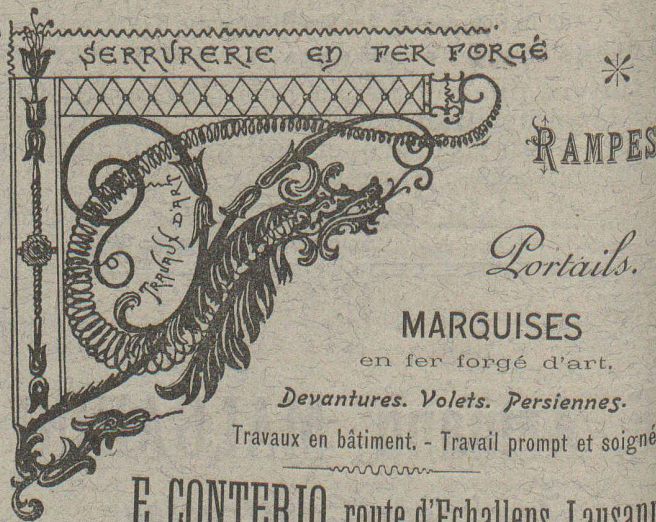 SERRURERIE EN FER FORGÉ
TRAVAUX D'ART
RAMPES
Portails.
MARQUISES
en fer forgé d'art.
Devantures. Volets. Persiennes.
Travaux en bâtiment. - Travail prompt et soigné
E. CONTERIO, route d'Echallens, Lausann